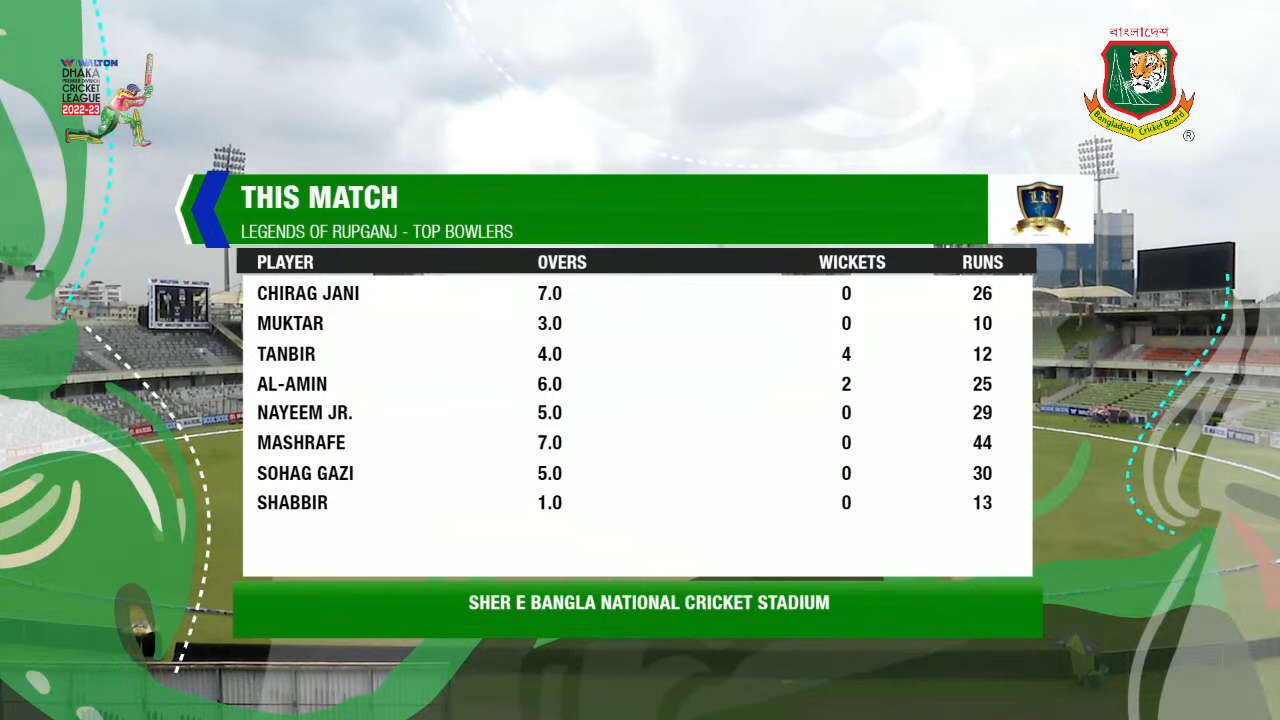 WALTON
DHAKA
PREMIER DIVISION
CRICKET
LEAGUE
2022-23
বাংলাদেশ
Bangladesh Cricket Board
®
THIS MATCH
LEGENDS OF RUPGANJ - TOP BOWLERS
LR
PLAYER OVERS WICKETS RUNS
CHIRAG JANI 7.0 0 26
MUKTAR 3.0 0 10
TANBIR 4.0 4 12
AL-AMIN 6.0 2 25
NAYEEM JR. 5.0 0 29
MASHRAFE 7.0 0 44
SOHAG GAZI 5.0 0 30
SHABBIR 1.0 0 13
SHER E BANGLA NATIONAL CRICKET STADIUM
WALTON